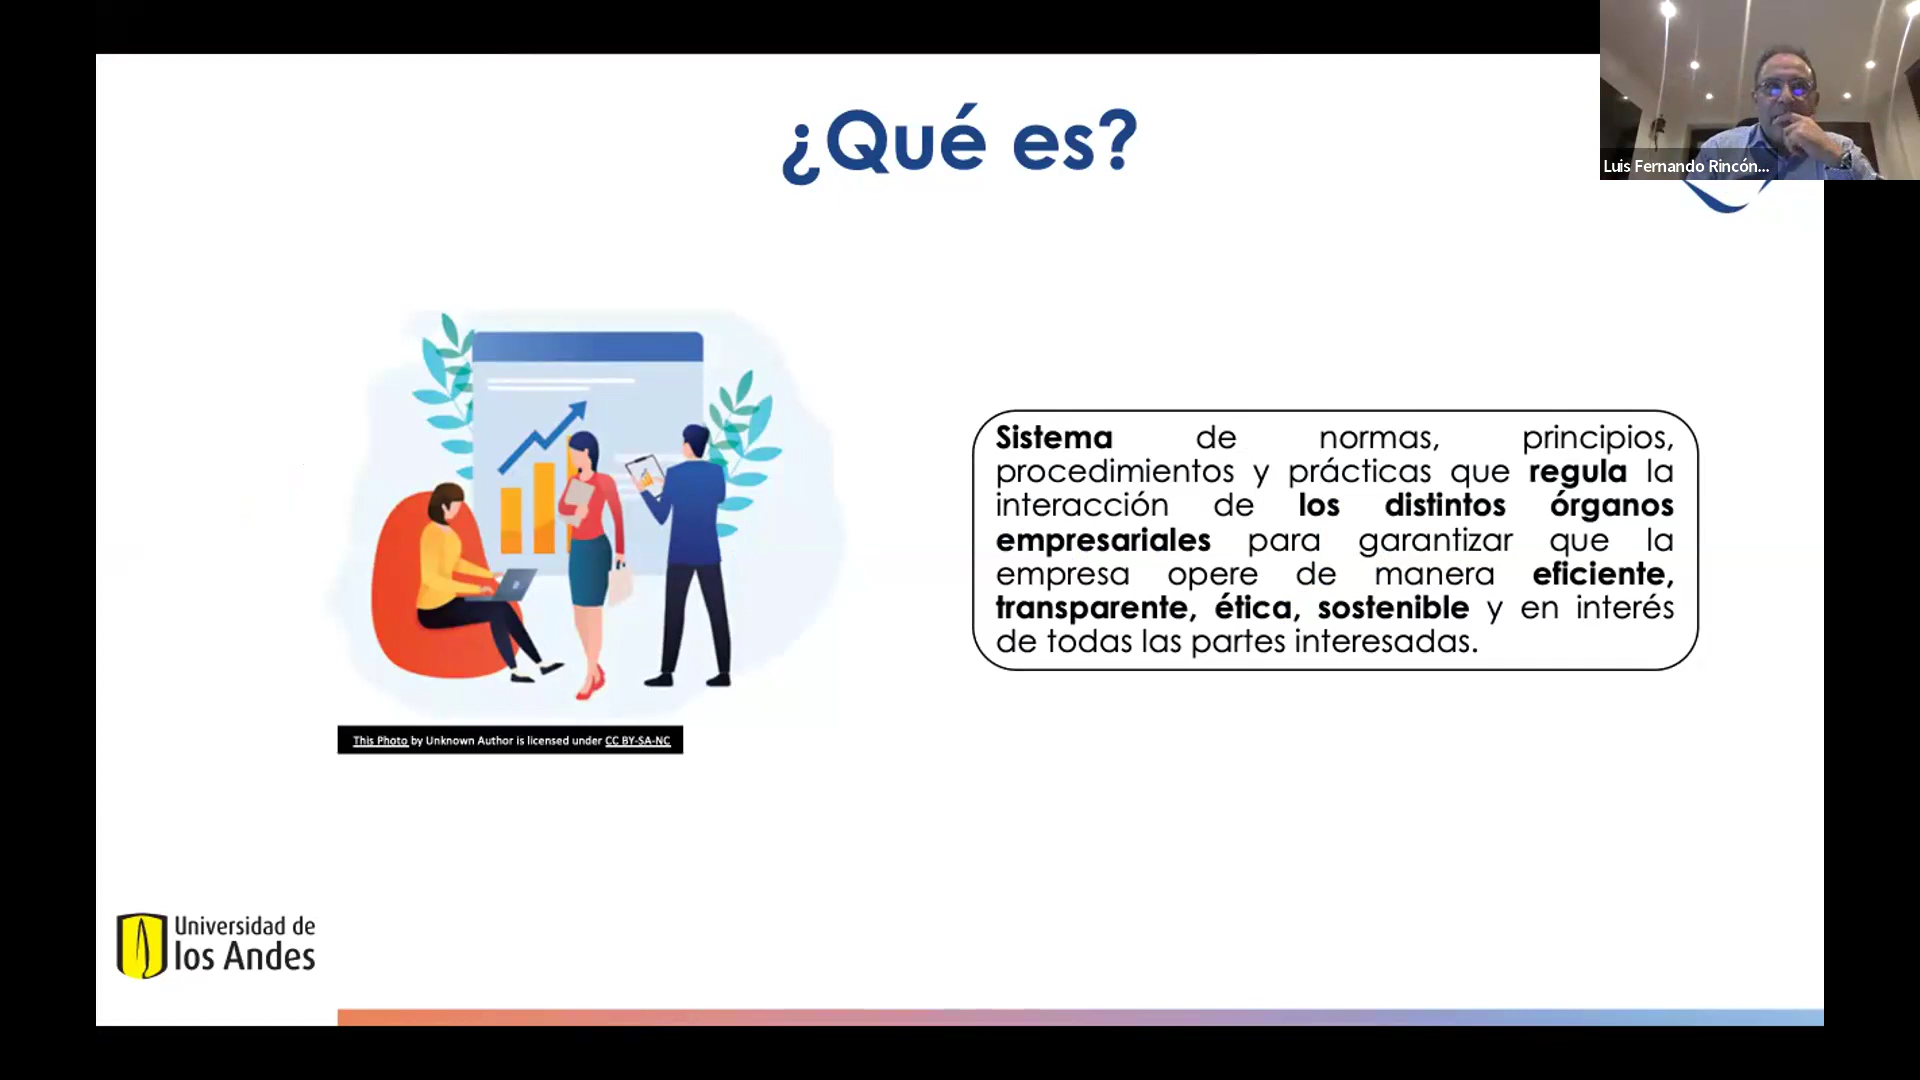 ¿Qué es?
Luis Fernando Rincón...
Sistema de normas, principios,
procedimientos y prácticas que regula la
interacción de los distintos órganos
empresariales para garantizar que la
empresa opere de manera eficiente,
transparente, ética, sostenible y en interés
de todas las partes interesadas.
This Photo by Unknown Author is licensed under CC BY-SA-NC
Universidad de
los Andes